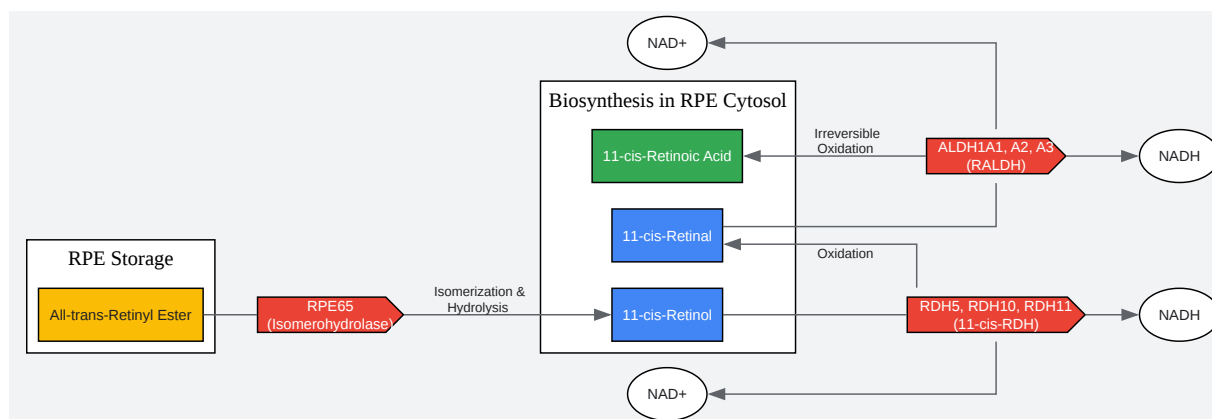 NAD+
Biosynthesis in RPE Cytosol
11-cis-Retinoic Acid
Irreversible
Oxidation
ALDH1A1, A2, A3
(RALDH)
NADH
11-cis-Retinal
Oxidation
RPE Storage
All-trans-Retinyl Ester
RPE65
(Isomerohydrolase)
Isomerization &
Hydrolysis
11-cis-Retinol
RDH5, RDH10, RDH11
(11-cis-RDH)
NADH
NAD+